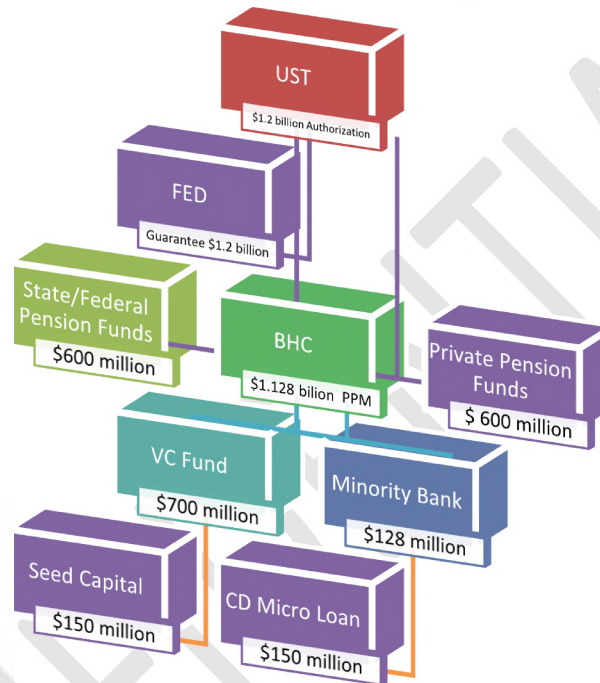 UST
$1.2 billion Authorization
FED
Guarantee $1.2 billion
State/Federal
Pension Funds
$600 million
BHC
$1.128 bilion PPM
Private Pension
Funds
$ 600 million
VC Fund
$700 million
Minority Bank
$128 million
Seed Capital
$150 million
CD Micro Loan
$150 million